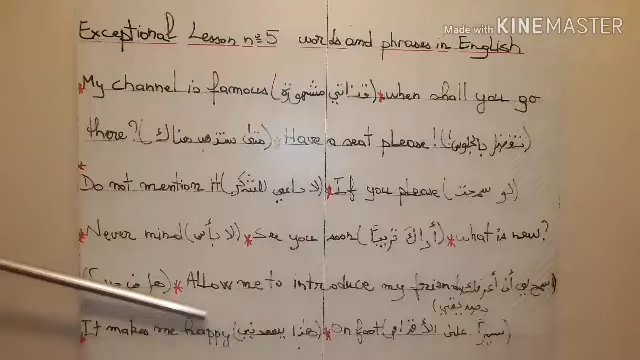 Made with KINEMASTER
Exceptional Lesson n°5 words and phrases in English
*My channel is famous (قناتي مشهورة) *when shall you go
there? (متى ستذهب هناك) *Have a seat please! (تفضل بالجلوس!)
*Do not mention it (لا داعي للشكر) *If you please (لو سمحت)
*Never mind (لا بأس) *See you soon (أراك قريبا) *what is new?
(هل من جديد؟) *Allow me to introduce my friend (اسمح لي أن أعرفك
بصديقي)
*It makes me happy (هذا يسعدني) *On foot (سيرا على الأقدام)